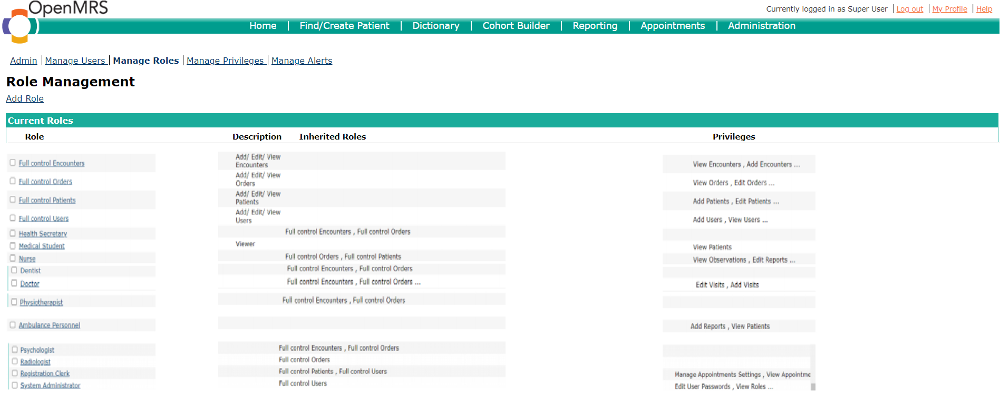 OpenMRS
Currently logged in as Super User | Log out | My Profile | Help
Home | Find/Create Patient | Dictionary | Cohort Builder | Reporting | Appointments | Administration
Admin | Manage Users | Manage Roles | Manage Privileges | Manage Alerts
Role Management
Add Role
Current Roles
Role Description Inherited Roles Privileges
Full control Encounters Add/ Edit/ View Encounters View Encounters , Add Encounters ...
Full control Orders Add/ Edit/ View Orders View Orders , Edit Orders ...
Full control Patients Add/ Edit/ View Patients Add Patients , Edit Patients ...
Full control Users Add/ Edit/ View Users Add Users , View Users ...
Health Secretary Full control Encounters , Full control Orders
Medical Student Viewer View Patients
Nurse Full control Orders , Full control Patients View Observations , Edit Reports ...
Dentist Full control Encounters , Full control Orders
Doctor Full control Encounters , Full control Orders ... Edit Visits , Add Visits
Physiotherapist Full control Encounters , Full control Orders
Ambulance Personnel Add Reports , View Patients
Psychologist Full control Encounters , Full control Orders
Radiologist Full control Orders
Registration Clerk Full control Patients , Full control Users Manage Appointments Settings , View Appointme
System Administrator Full control Users Edit User Passwords , View Roles ...